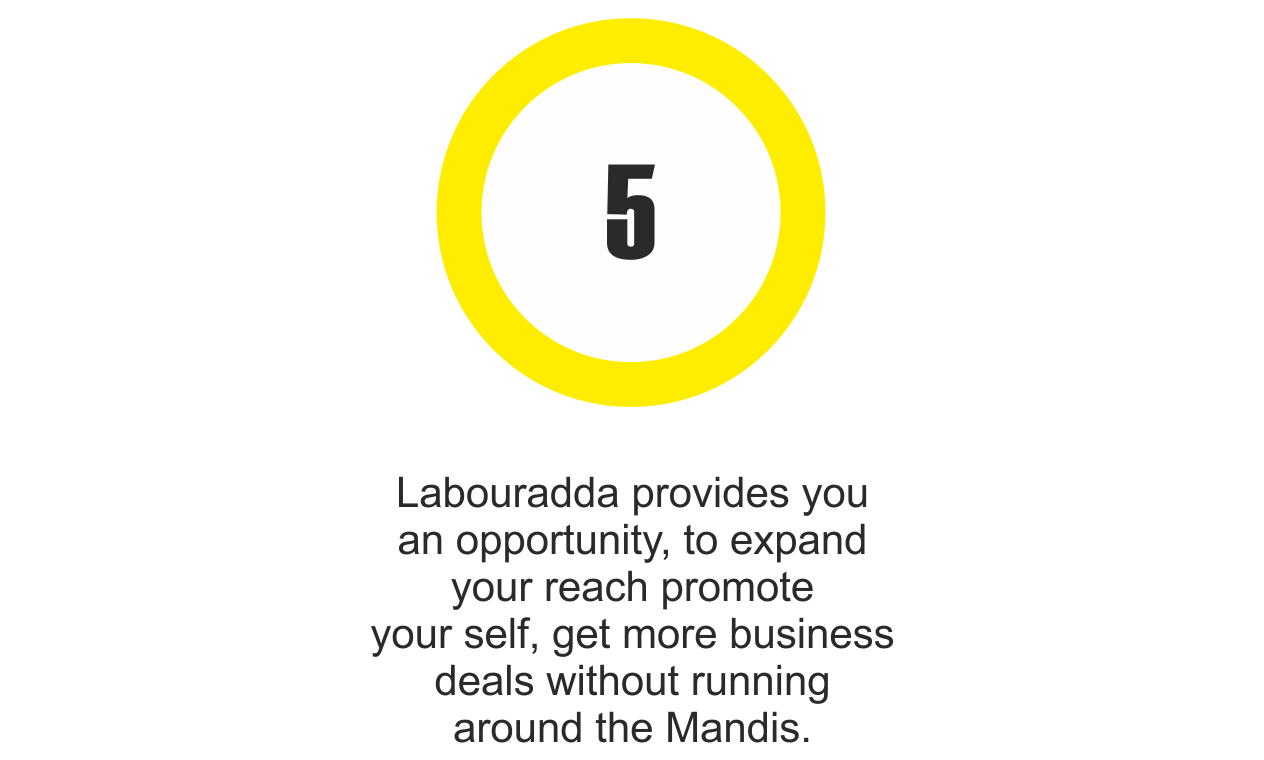 5
Labouradda provides you
an opportunity, to expand
your reach promote
your self, get more business
deals without running
around the Mandis.